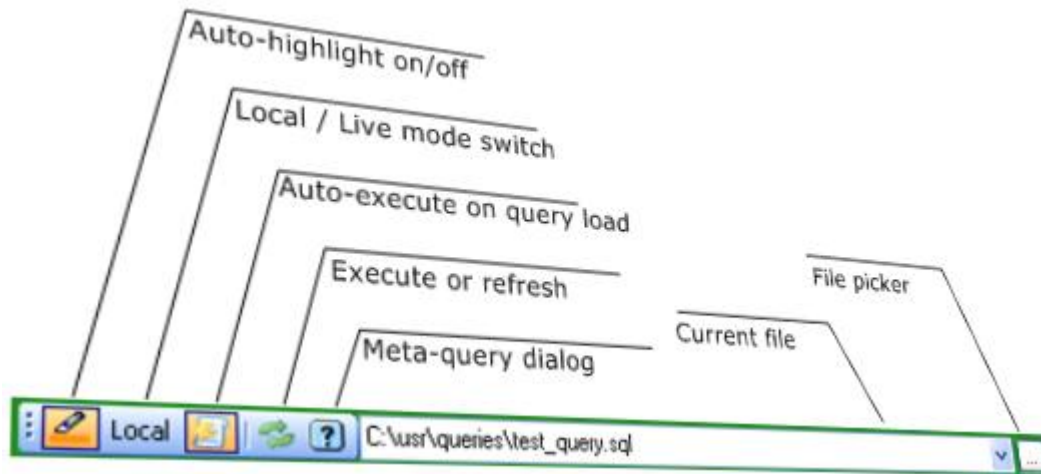 Auto-highlight on/off
Local / Live mode switch
Auto-execute on query load
Execute or refresh
File picker
Meta-query dialog
Current file
Local
?
C:\usr\queries\test_query.sql
...